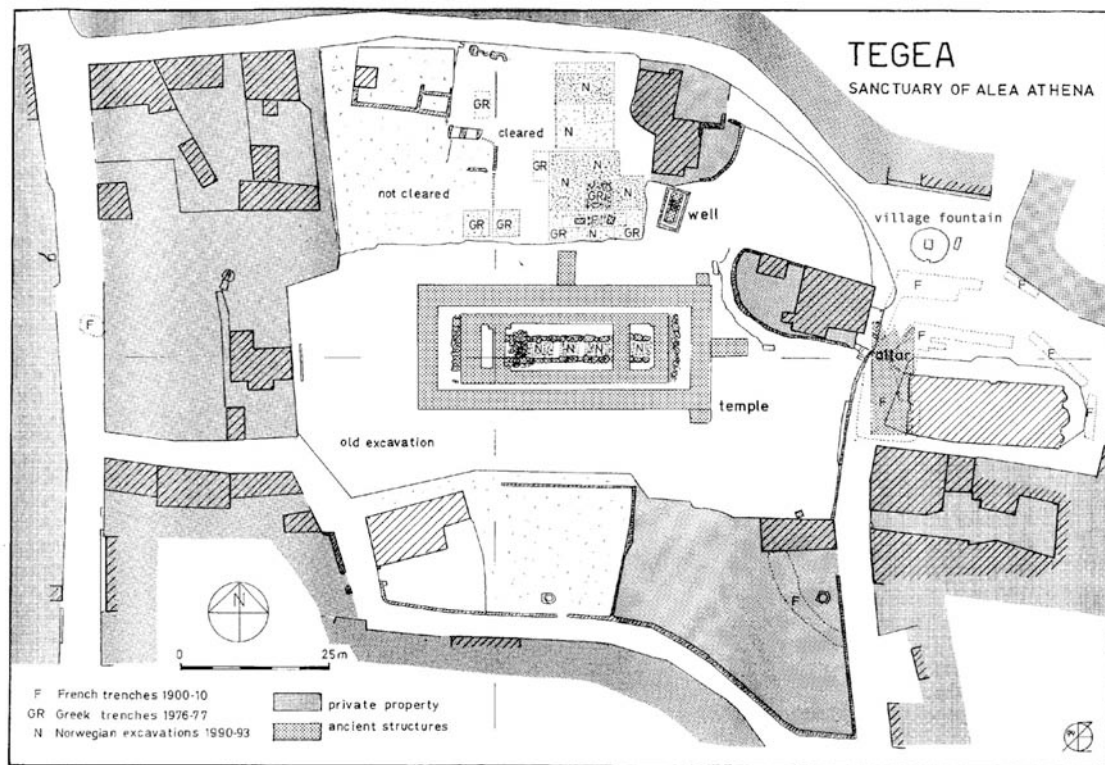 TEGEA
SANCTUARY OF ALEA ATHENA
N
GR
N
cleared
N
GR
N
N
N
not cleared
GR
well
village fountain
GR
GR
GR
N
GR
F
F
F
F
N
N
N
N
F
altar
F
F
F
temple
old excavation
F
N
0
25m
F French trenches 1900-10
GR Greek trenches 1976-77
N Norwegian excavations 1990-93
private property
ancient structures